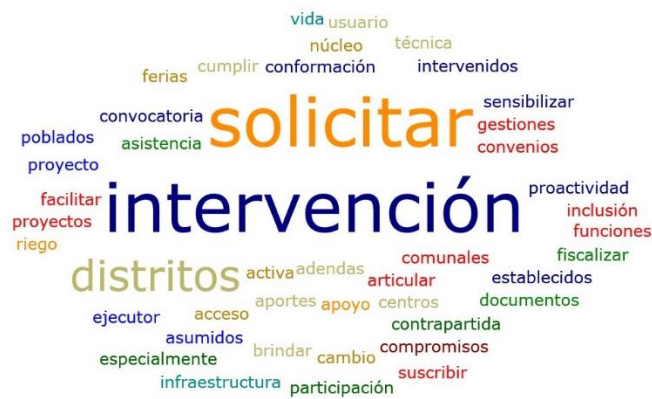 vida usuario
núcleo técnica
cumplir conformación intervenidos
ferias
convocatoria solicitar sensibilizar
poblados asistencia gestiones
proyecto convenios
facilitar intervención proactividad
proyectos inclusión
riego funciones
distritos activa adendas comunales fiscalizar
articular establecidos
acceso aportes apoyo centros documentos
ejecutor contrapartida
asumidos brindar cambio compromisos
especialmente suscribir
infraestructura participación